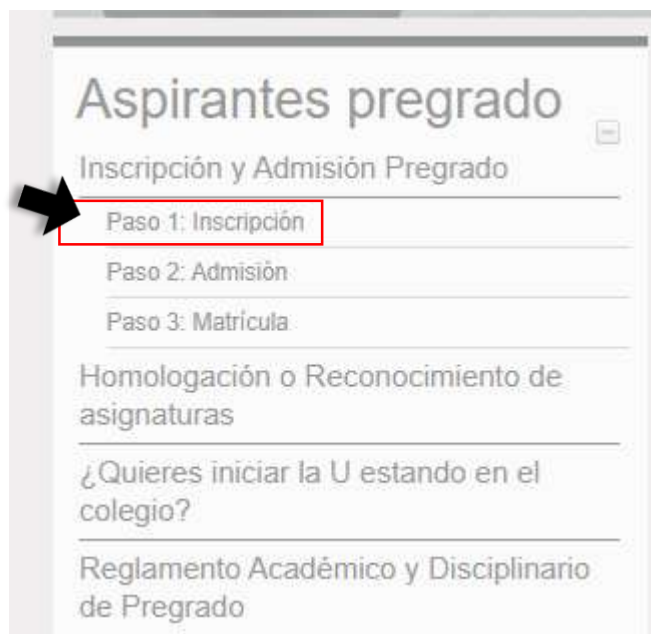 Aspirantes pregrado
Inscripción y Admisión Pregrado
Paso 1: Inscripción
Paso 2: Admisión
Paso 3: Matrícula
Homologación o Reconocimiento de
asignaturas
¿Quieres iniciar la U estando en el
colegio?
Reglamento Académico y Disciplinario
de Pregrado